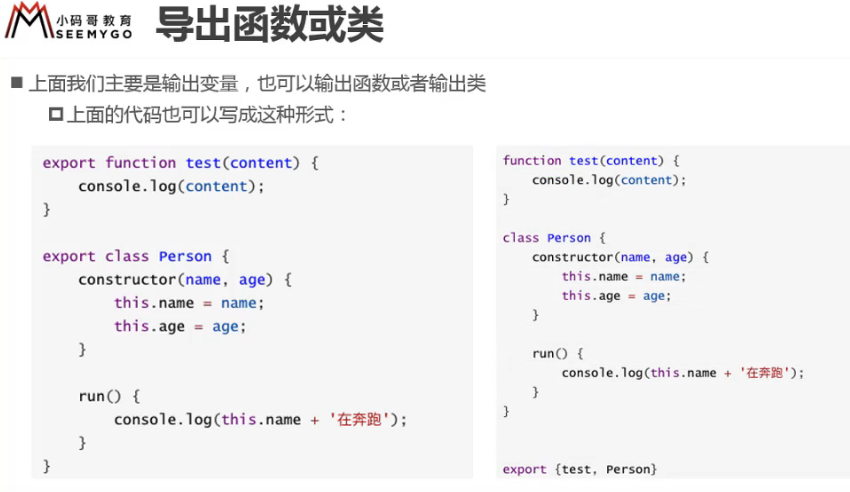 小码哥教育
SEEMYGO
导出函数或类
上面我们主要是输出变量，也可以输出函数或者输出类
上面的代码也可以写成这种形式：
export function test(content) {
    console.log(content);
}
export class Person {
    constructor(name, age) {
        this.name = name;
        this.age = age;
    }
    run() {
        console.log(this.name + '在奔跑');
    }
}
function test(content) {
    console.log(content);
}
class Person {
    constructor(name, age) {
        this.name = name;
        this.age = age;
    }
    run() {
        console.log(this.name + '在奔跑');
    }
}
export {test, Person}